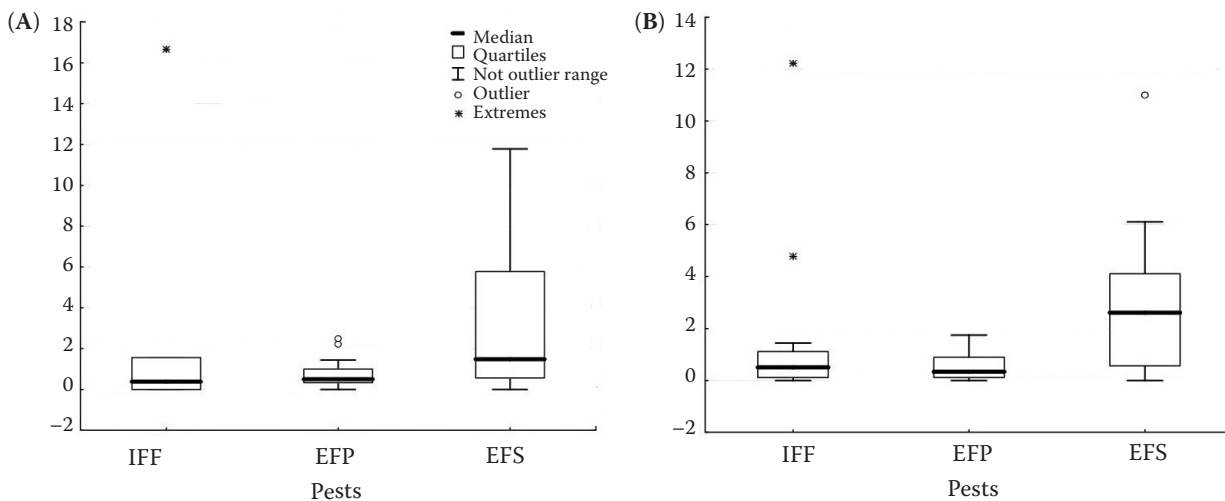 (A)
18
16
14
12
10
8
6
4
2
0
−2
Median
Quartiles
Not outlier range
Outlier
Extremes
IFF EFP EFS
Pests
(B)
14
12
10
8
6
4
2
0
−2
IFF EFP EFS
Pests